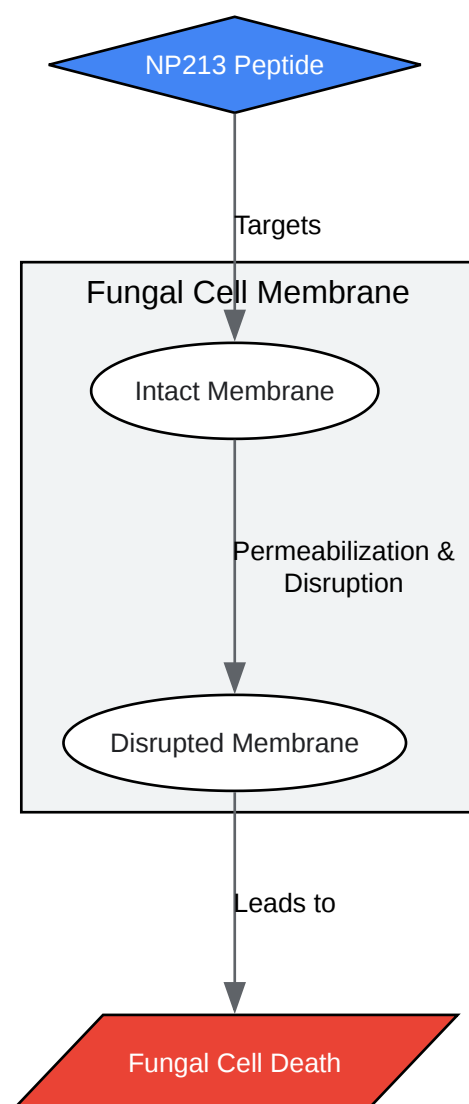 NP213 Peptide
Targets
Fungal Cell Membrane
Intact Membrane
Permeabilization &
Disruption
Disrupted Membrane
Leads to
Fungal Cell Death